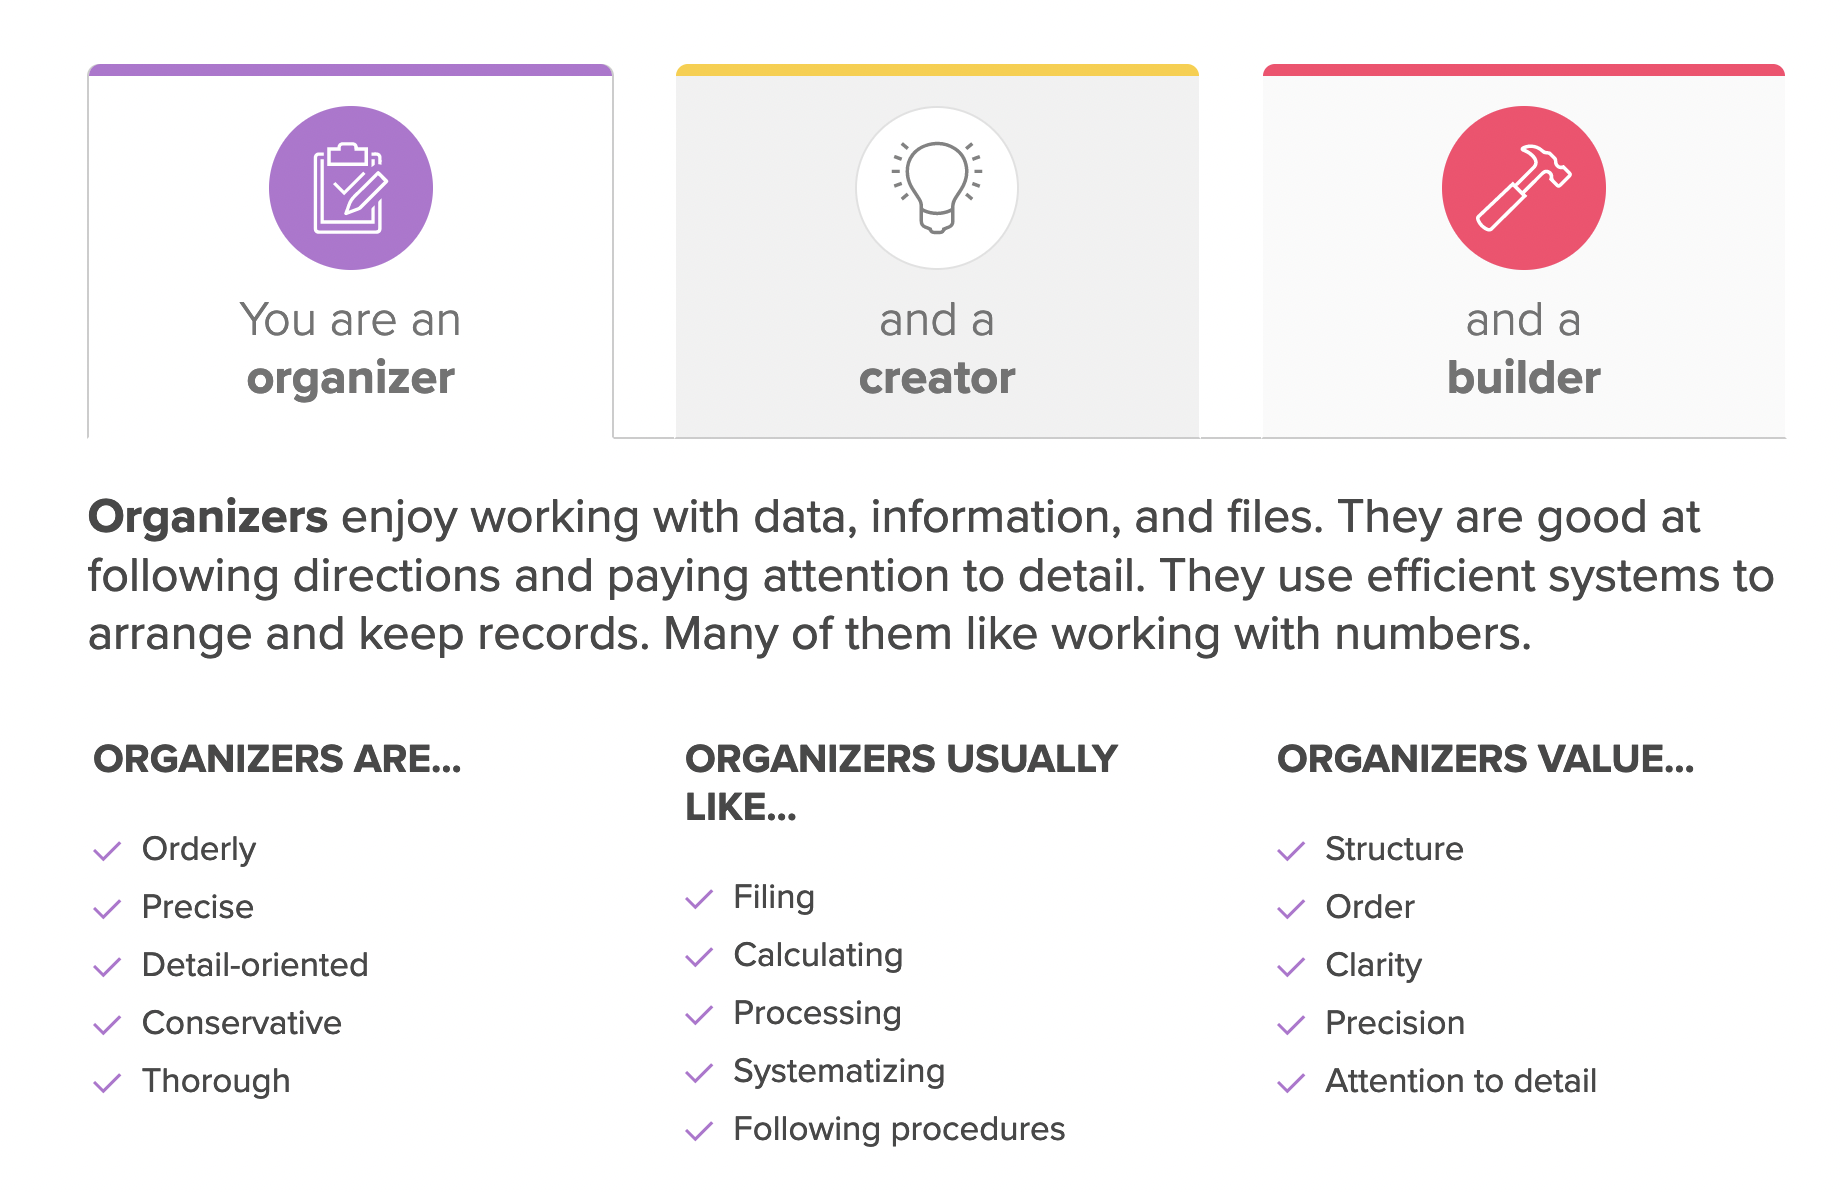 You are an
organizer
and a
creator
and a
builder
Organizers enjoy working with data, information, and files. They are good at
following directions and paying attention to detail. They use efficient systems to
arrange and keep records. Many of them like working with numbers.
ORGANIZERS ARE...
Orderly
Precise
Detail-oriented
Conservative
Thorough
ORGANIZERS USUALLY
LIKE...
Filing
Calculating
Processing
Systematizing
Following procedures
ORGANIZERS VALUE...
Structure
Order
Clarity
Precision
Attention to detail